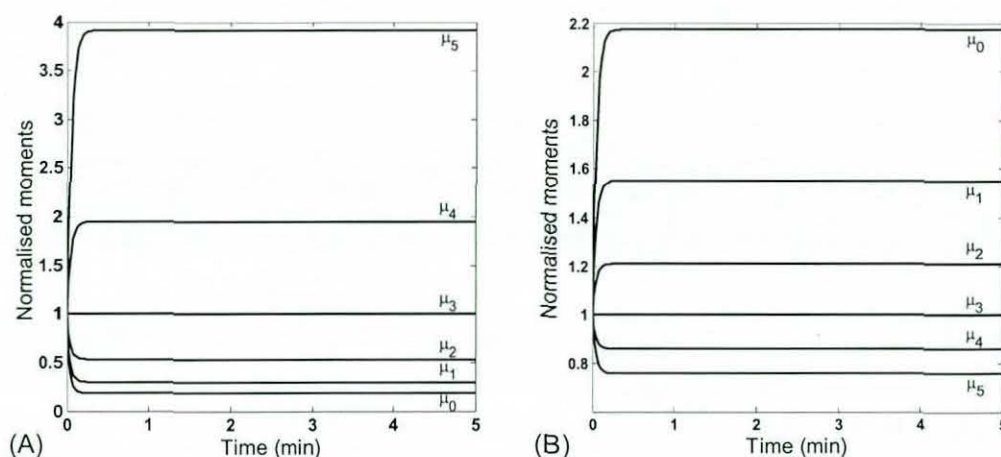 4
3.5
3
2.5
2
1.5
1
0.5
0
Normalised moments
μ5
μ4
μ3
μ2
μ1
μ0
0 1 2 3 4 5
Time (min)
(A)
2.2
2
1.8
1.6
1.4
1.2
1
0.8
Normalised moments
μ0
μ1
μ2
μ3
μ4
μ5
0 1 2 3 4 5
Time (min)
(B)